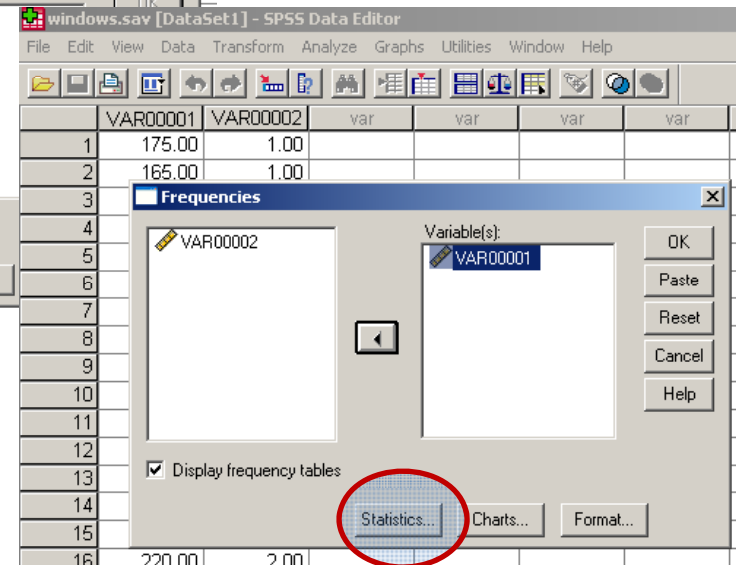 windows.sav [DataSet1] - SPSS Data Editor
File Edit View Data Transform Analyze Graphs Utilities Window Help
VAR00001 VAR00002 var var var var
1 175.00 1.00
2 165.00 1.00
3
Frequencies
4
5
6
7
8
9
10
11
12
13
14
15
VAR00002
Variable(s):
VAR00001
OK
Paste
Reset
Cancel
Help
Display frequency tables
Statistics... Charts... Format...
16 220.00 2.00